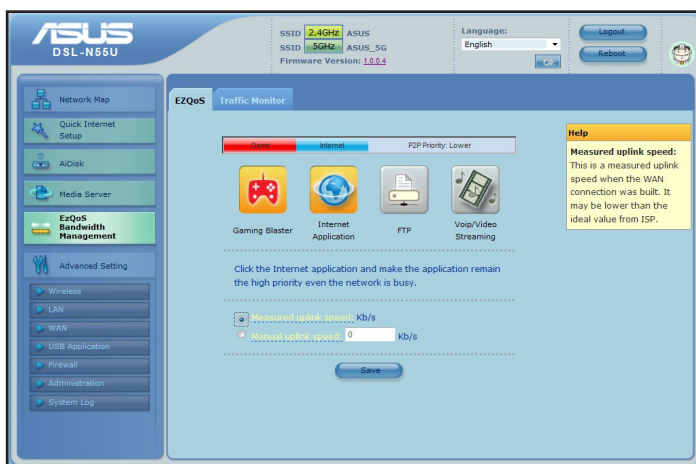 ASUS
DSL-N55U
SSID 2.4GHz ASUS
SSID 5GHz ASUS_5G
Firmware Version: 1.0.0.4
Language:
English
OK
Logout
Reboot
Network Map
Quick Internet
Setup
AiDisk
Media Server
EzQoS
Bandwidth
Management
Advanced Setting
Wireless
LAN
WAN
USB Application
Firewall
Administration
System Log
EZQoS
Traffic Monitor
Game
Internet
P2P Priority: Lower
Gaming Blaster
Internet
Application
FTP
Voip/Video
Streaming
Click the Internet application and make the application remain
the high priority even the network is busy.
Measured uplink speed: Kb/s
Manual uplink speed: 0 Kb/s
Save
Help
Measured uplink speed:
This is a measured uplink
speed when the WAN
connection was built. It
may be lower than the
ideal value from ISP.